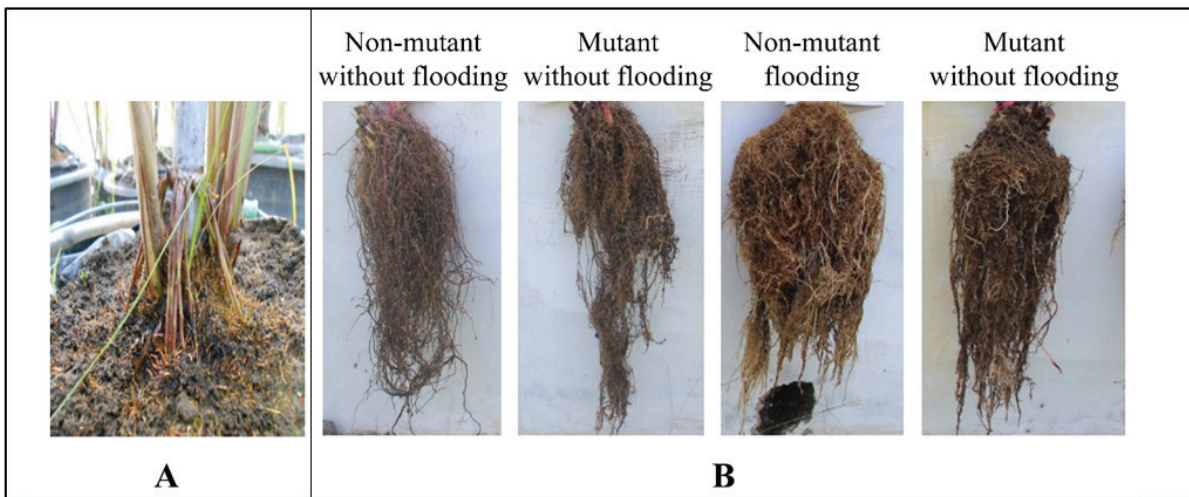 Non-mutant
without flooding
Mutant
without flooding
Non-mutant
flooding
Mutant
without flooding
A
B